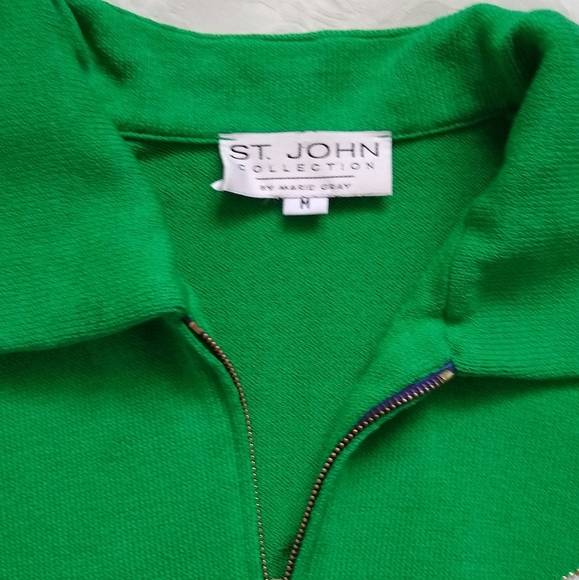 ST. JOHN
COLLECTION
BY MARIE GRAY
M